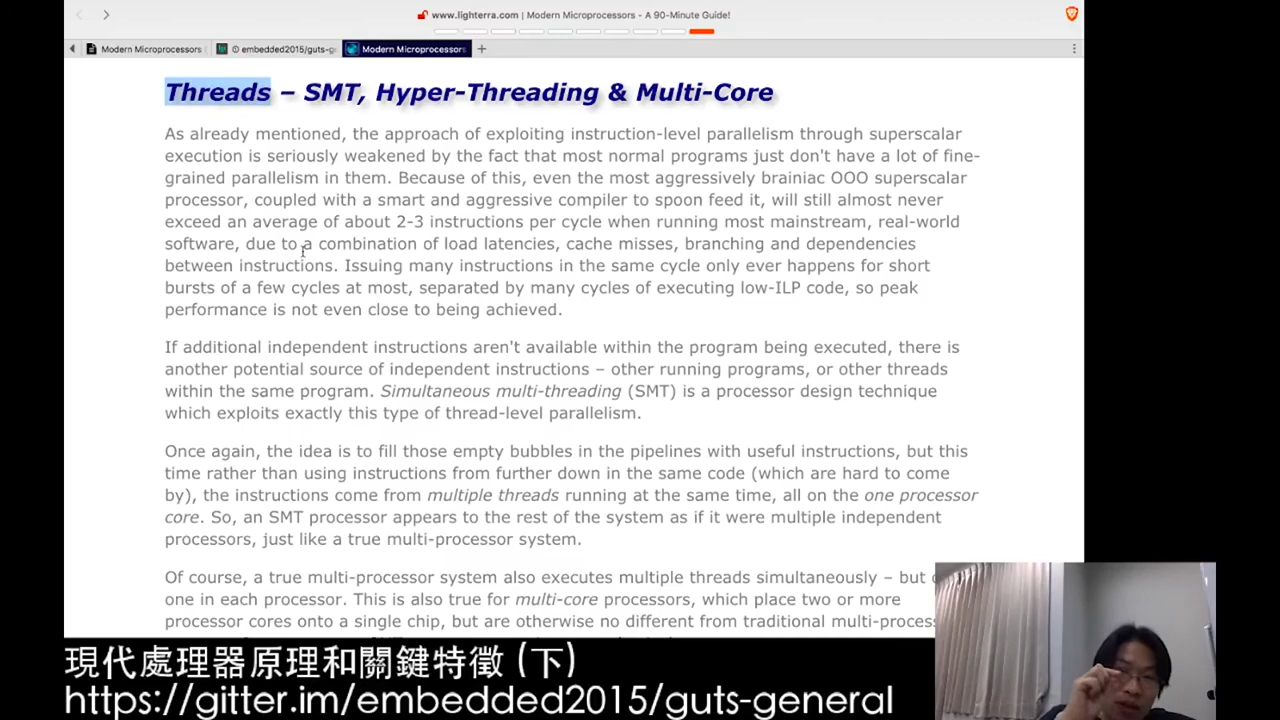 www.lighterra.com | Modern Microprocessors - A 90-Minute Guide!
Modern Microprocessors (
embedded2015/guts-g
Modern Microprocessors
Threads – SMT, Hyper-Threading & Multi-Core
As already mentioned, the approach of exploiting instruction-level parallelism through superscalar
execution is seriously weakened by the fact that most normal programs just don't have a lot of fine-
grained parallelism in them. Because of this, even the most aggressively brainiac OOO superscalar
processor, coupled with a smart and aggressive compiler to spoon feed it, will still almost never
exceed an average of about 2-3 instructions per cycle when running most mainstream, real-world
software, due to a combination of load latencies, cache misses, branching and dependencies
between instructions. Issuing many instructions in the same cycle only ever happens for short
bursts of a few cycles at most, separated by many cycles of executing low-ILP code, so peak
performance is not even close to being achieved.
If additional independent instructions aren't available within the program being executed, there is
another potential source of independent instructions – other running programs, or other threads
within the same program. Simultaneous multi-threading (SMT) is a processor design technique
which exploits exactly this type of thread-level parallelism.
Once again, the idea is to fill those empty bubbles in the pipelines with useful instructions, but this
time rather than using instructions from further down in the same code (which are hard to come
by), the instructions come from multiple threads running at the same time, all on the one processor
core. So, an SMT processor appears to the rest of the system as if it were multiple independent
processors, just like a true multi-processor system.
Of course, a true multi-processor system also executes multiple threads simultaneously – but
one in each processor. This is also true for multi-core processors, which place two or more
processor cores onto a single chip, but are otherwise no different from traditional multi-process
現代處理器原理和關鍵特徵 (下)
https://gitter.im/embedded2015/guts-general